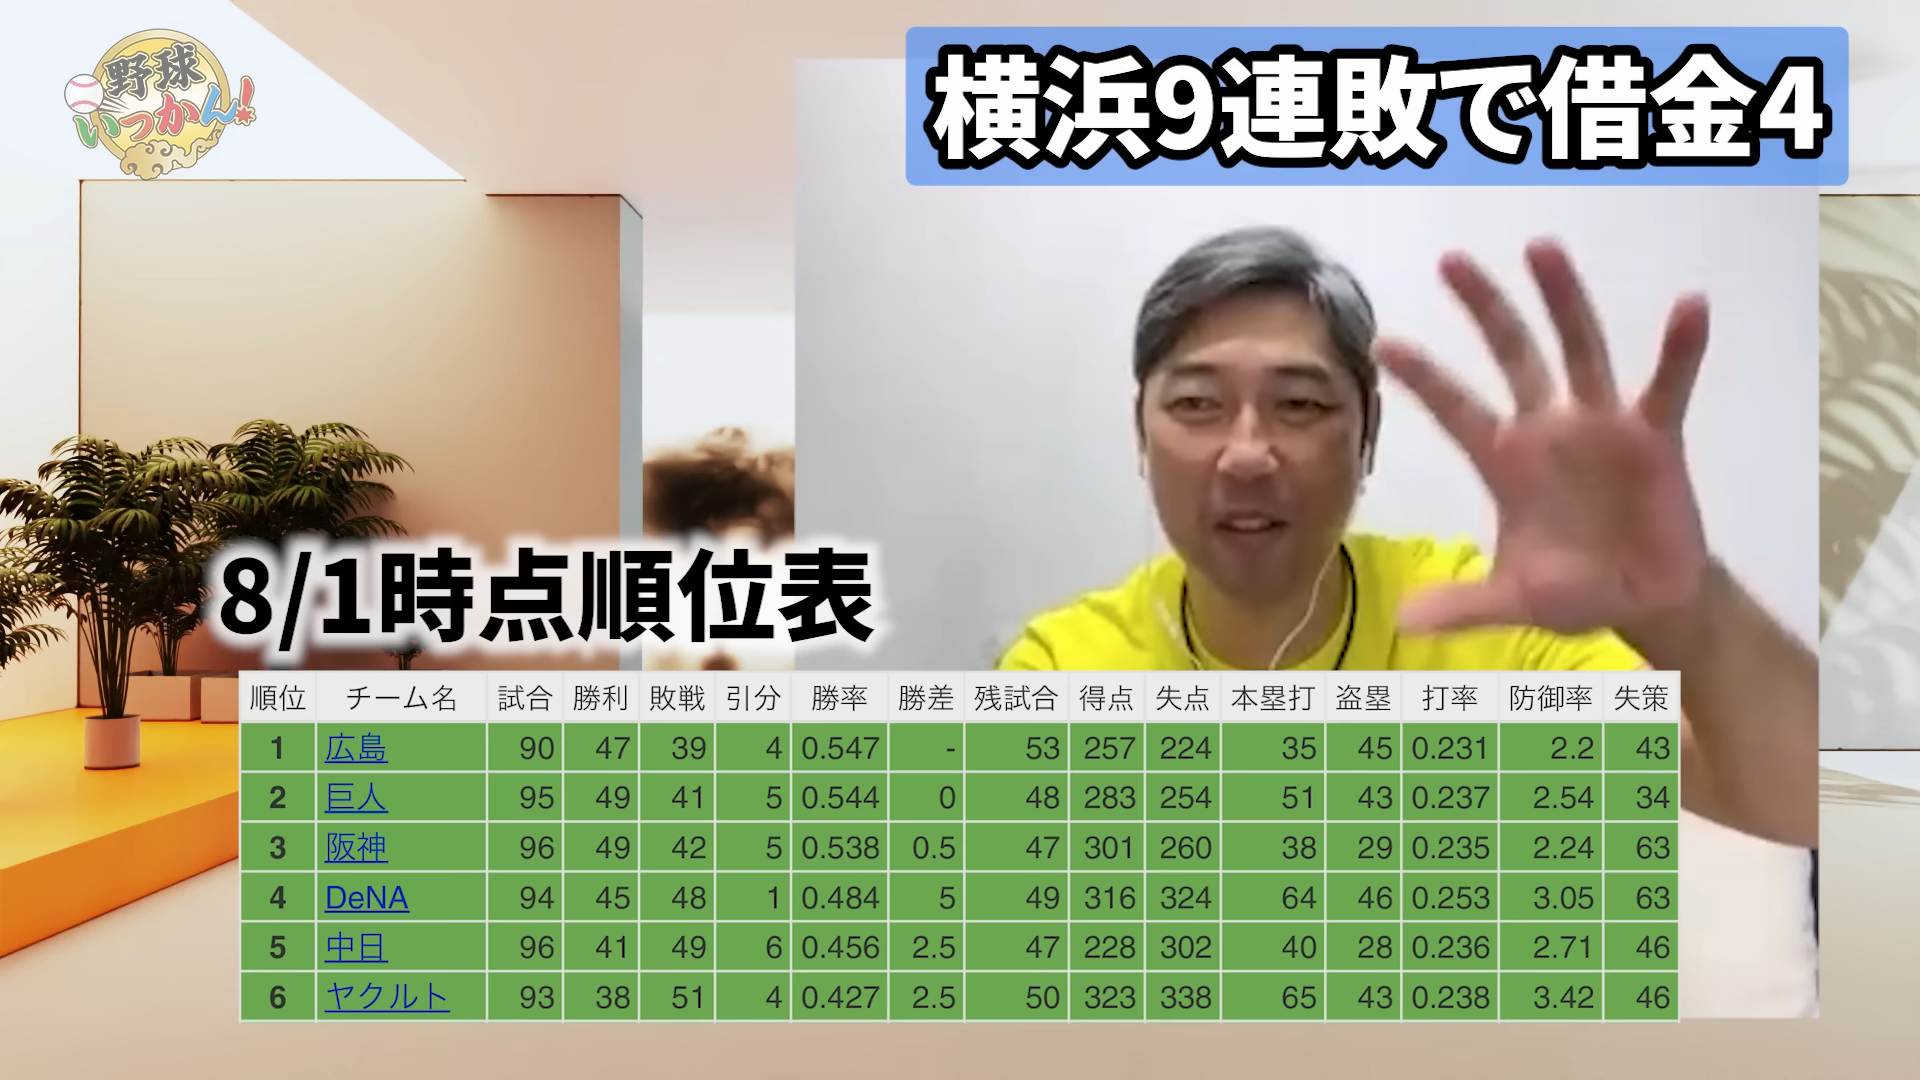 野球
いっかん!
横浜9連敗で借金4
8/1時点順位表
順位 チーム名 試合 勝利 敗戦 引分 勝率 勝差 残試合 得点 失点 本塁打 盗塁 打率 防御率 失策
1 広島 90 47 39 4 0.547 - 53 257 224 35 45 0.231 2.2 43
2 巨人 95 49 41 5 0.544 0 48 283 254 51 43 0.237 2.54 34
3 阪神 96 49 42 5 0.538 0.5 47 301 260 38 29 0.235 2.24 63
4 DeNA 94 45 48 1 0.484 5 49 316 324 64 46 0.253 3.05 63
5 中日 96 41 49 6 0.456 2.5 47 228 302 40 28 0.236 2.71 46
6 ヤクルト 93 38 51 4 0.427 2.5 50 323 338 65 43 0.238 3.42 46